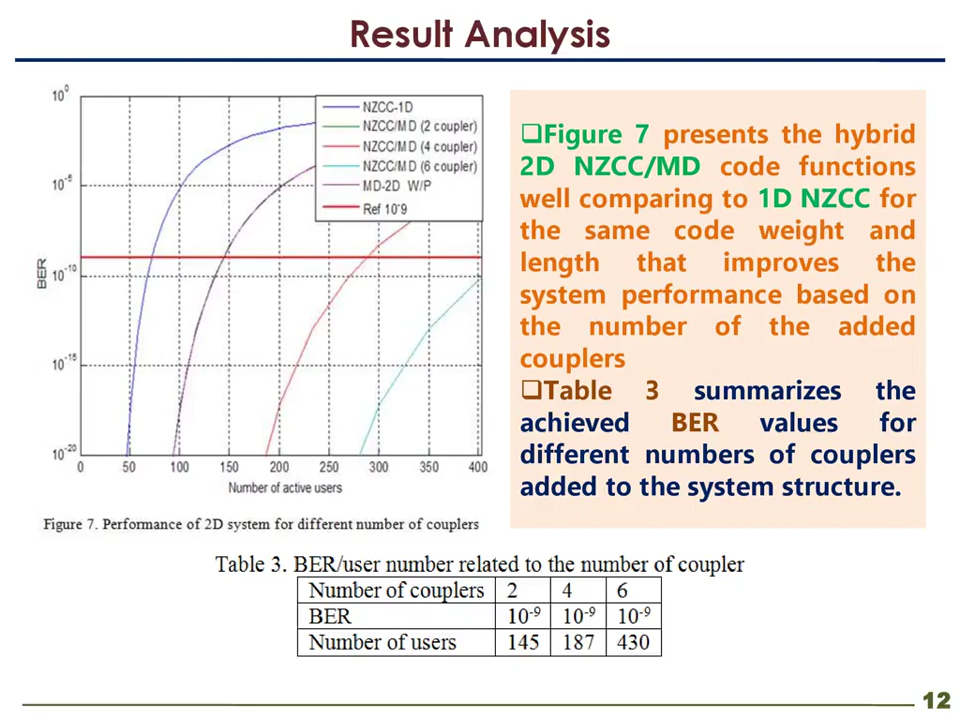 Result Analysis
10^0
10^-5
10^-10
10^-15
10^-20
BER
NZCC-1D
NZCC/MD (2 coupler)
NZCC/MD (4 coupler)
NZCC/MD (6 coupler)
MD-2D W/P
Ref 10^-9
0 50 100 150 200 250 300 350 400
Number of active users
Figure 7. Performance of 2D system for different number of couplers
❑Figure 7 presents the hybrid
2D NZCC/MD code functions
well comparing to 1D NZCC for
the same code weight and
length that improves the
system performance based on
the number of the added
couplers
❑Table 3 summarizes the
achieved BER values for
different numbers of couplers
added to the system structure.
Table 3. BER/user number related to the number of coupler
Number of couplers 2 4 6
BER 10^-9 10^-9 10^-9
Number of users 145 187 430
12